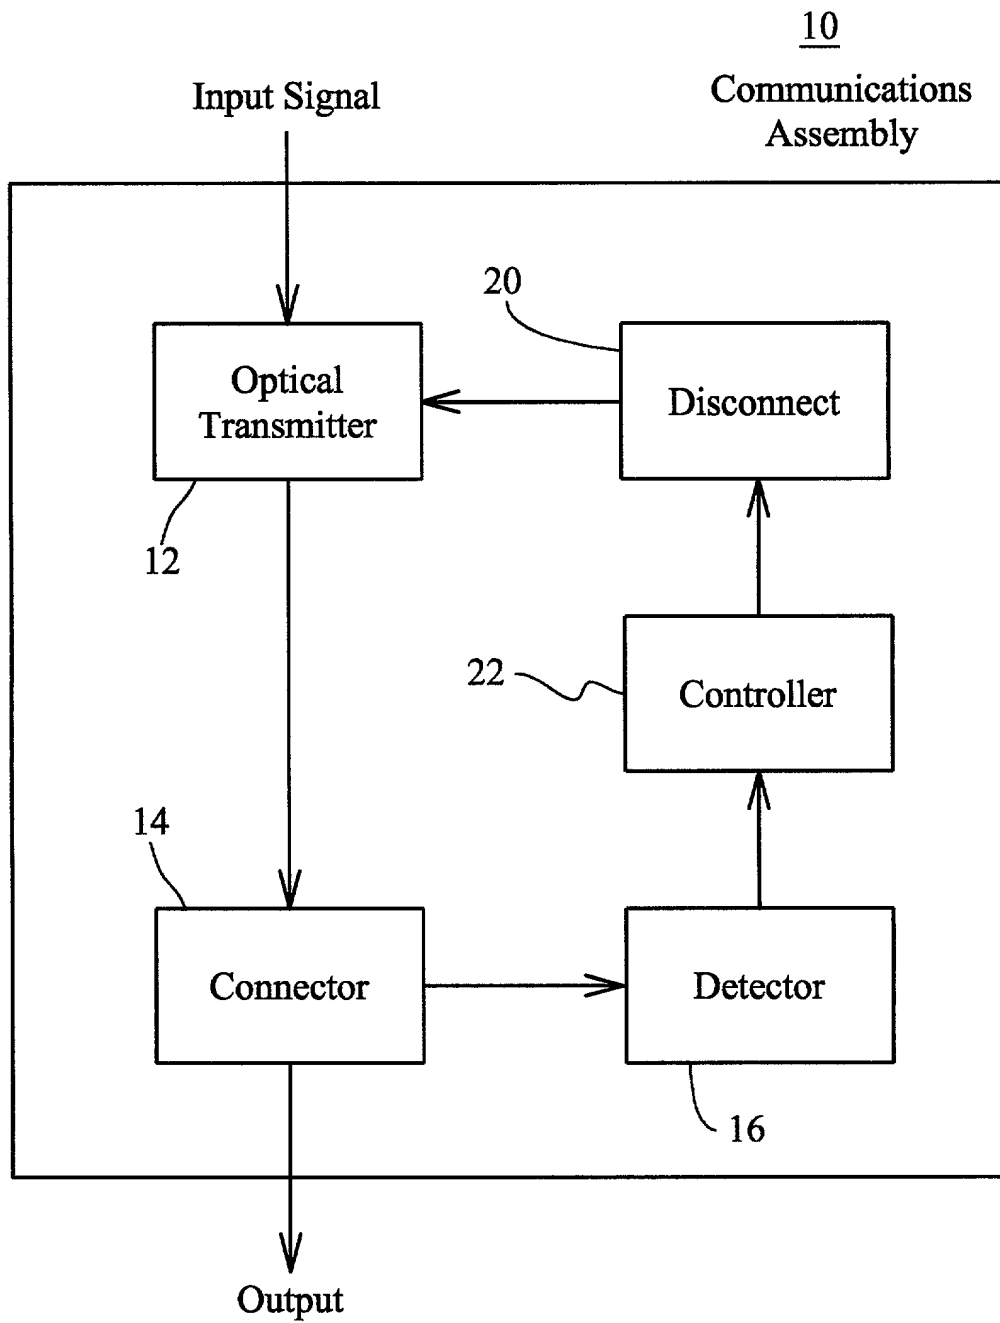 10
Communications
Assembly
Input Signal
20
Optical
Transmitter
Disconnect
12
22
Controller
14
Connector
Detector
16
Output